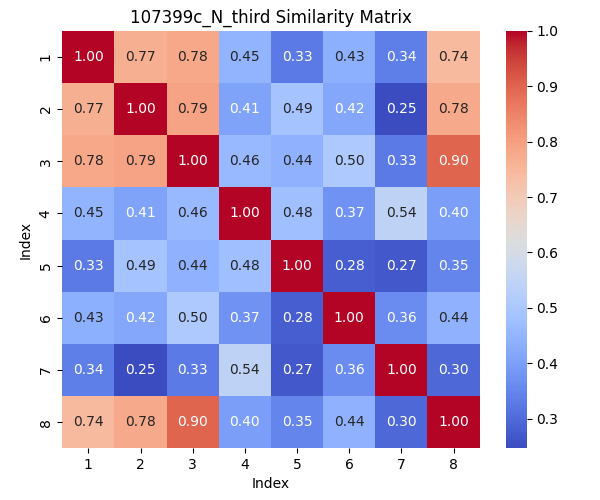 107399c_N_third Similarity Matrix
1 1.00 0.77 0.78 0.45 0.33 0.43 0.34 0.74
2 0.77 1.00 0.79 0.41 0.49 0.42 0.25 0.78
3 0.78 0.79 1.00 0.46 0.44 0.50 0.33 0.90
4 0.45 0.41 0.46 1.00 0.48 0.37 0.54 0.40
5 0.33 0.49 0.44 0.48 1.00 0.28 0.27 0.35
6 0.43 0.42 0.50 0.37 0.28 1.00 0.36 0.44
7 0.34 0.25 0.33 0.54 0.27 0.36 1.00 0.30
8 0.74 0.78 0.90 0.40 0.35 0.44 0.30 1.00
1 2 3 4 5 6 7 8
Index
Index
1.0
0.9
0.8
0.7
0.6
0.5
0.4
0.3